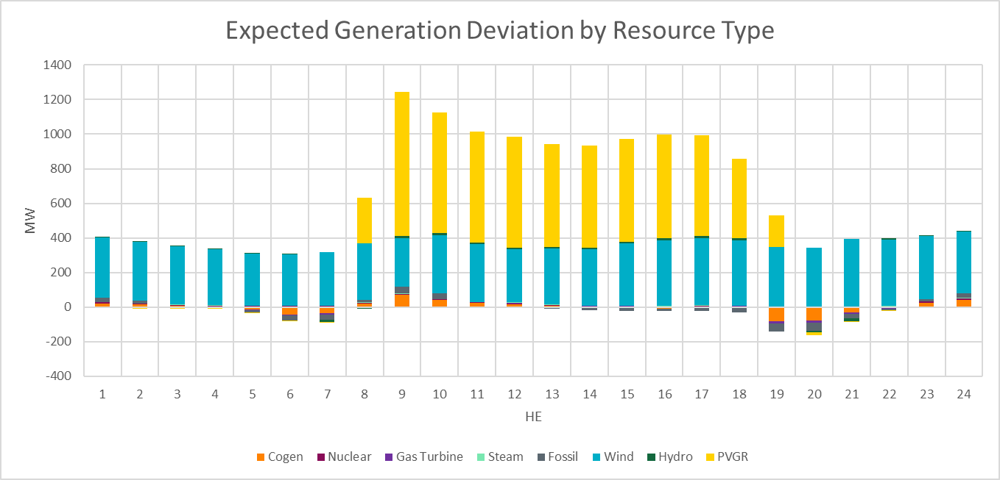 Expected Generation Deviation by Resource Type
1400
1200
1000
800
600
400
200
0
-200
-400
MW
1 2 3 4 5 6 7 8 9 10 11 12 13 14 15 16 17 18 19 20 21 22 23 24
HE
Cogen Nuclear Gas Turbine Steam Fossil Wind Hydro PVGR